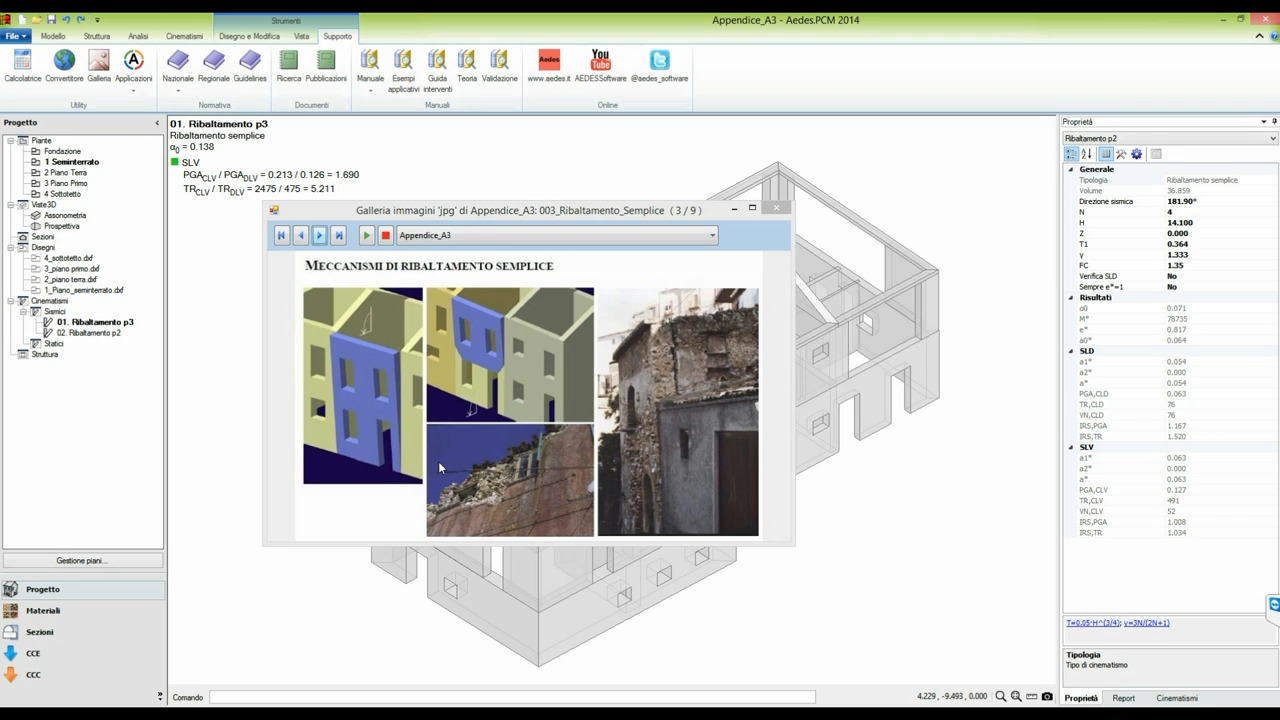 Appendice_A3 - Aedes.PCM 2014
Strumenti
File
Modello
Struttura
Analisi
Cinematismi
Disegno e Modifica
Vista
Supporto
Calcolatrice
Convertitore
Galleria
Applicazioni
Nazionale
Regionale
Guidelines
Ricerca
Pubblicazioni
Manuale
Esempi applicativi
Guida interventi
Teoria
Validazione
Aedes
www.aedes.it
You Tube
AEDESSoftware
@aedes_software
Utility
Normativa
Documenti
Manuali
Online
Progetto
Piante
Fondazione
1 Seminterrato
2 Piano Terra
3 Piano Primo
4 Sottotetto
Viste3D
Assonometria
Prospettiva
Sezioni
Disegni
4_sottotetto.dxf
3_piano primo.dxf
2_piano terra.dxf
1_Piano_seminterrato.dxf
Cinematismi
Sismici
01. Ribaltamento p3
02. Ribaltamento p2
Statici
Struttura
Gestione piani...
Progetto
Materiali
Sezioni
CCE
CCC
01. Ribaltamento p3
Ribaltamento semplice
α0 = 0.138
SLV
PGACLV / PGADLV = 0.213 / 0.126 = 1.690
TRCLV / TRDLV = 2475 / 475 = 5.211
Galleria immagini 'jpg' di Appendice_A3: 003_Ribaltamento_Semplice ( 3 / 9 )
Appendice_A3
MECCANISMI DI RIBALTAMENTO SEMPLICE
Comando
4.229 , -9.493, 0.000
Proprietà
Ribaltamento p2
Generale
Tipologia Ribaltamento semplice
Volume 36.859
Direzione sismica 181.90°
N 4
H 14.100
Z 0.000
T1 0.364
γ 1.333
FC 1.35
Verifica SLD No
Sempre e*=1 No
Risultati
α0 0.071
M* 78735
e* 0.817
a0* 0.064
SLD
a1* 0.054
a2* 0.000
a* 0.054
PGA,CLD 0.063
TR,CLD 76
VN,CLD 76
IRS,PGA 1.167
IRS,TR 1.520
SLV
a1* 0.063
a2* 0.000
a* 0.063
PGA,CLV 0.127
TR,CLV 491
VN,CLV 52
IRS,PGA 1.008
IRS,TR 1.034
T=0.05·H^(3/4); γ=3N/(2N+1)
Tipologia
Tipo di cinematismo
Proprietà
Report
Cinematismi